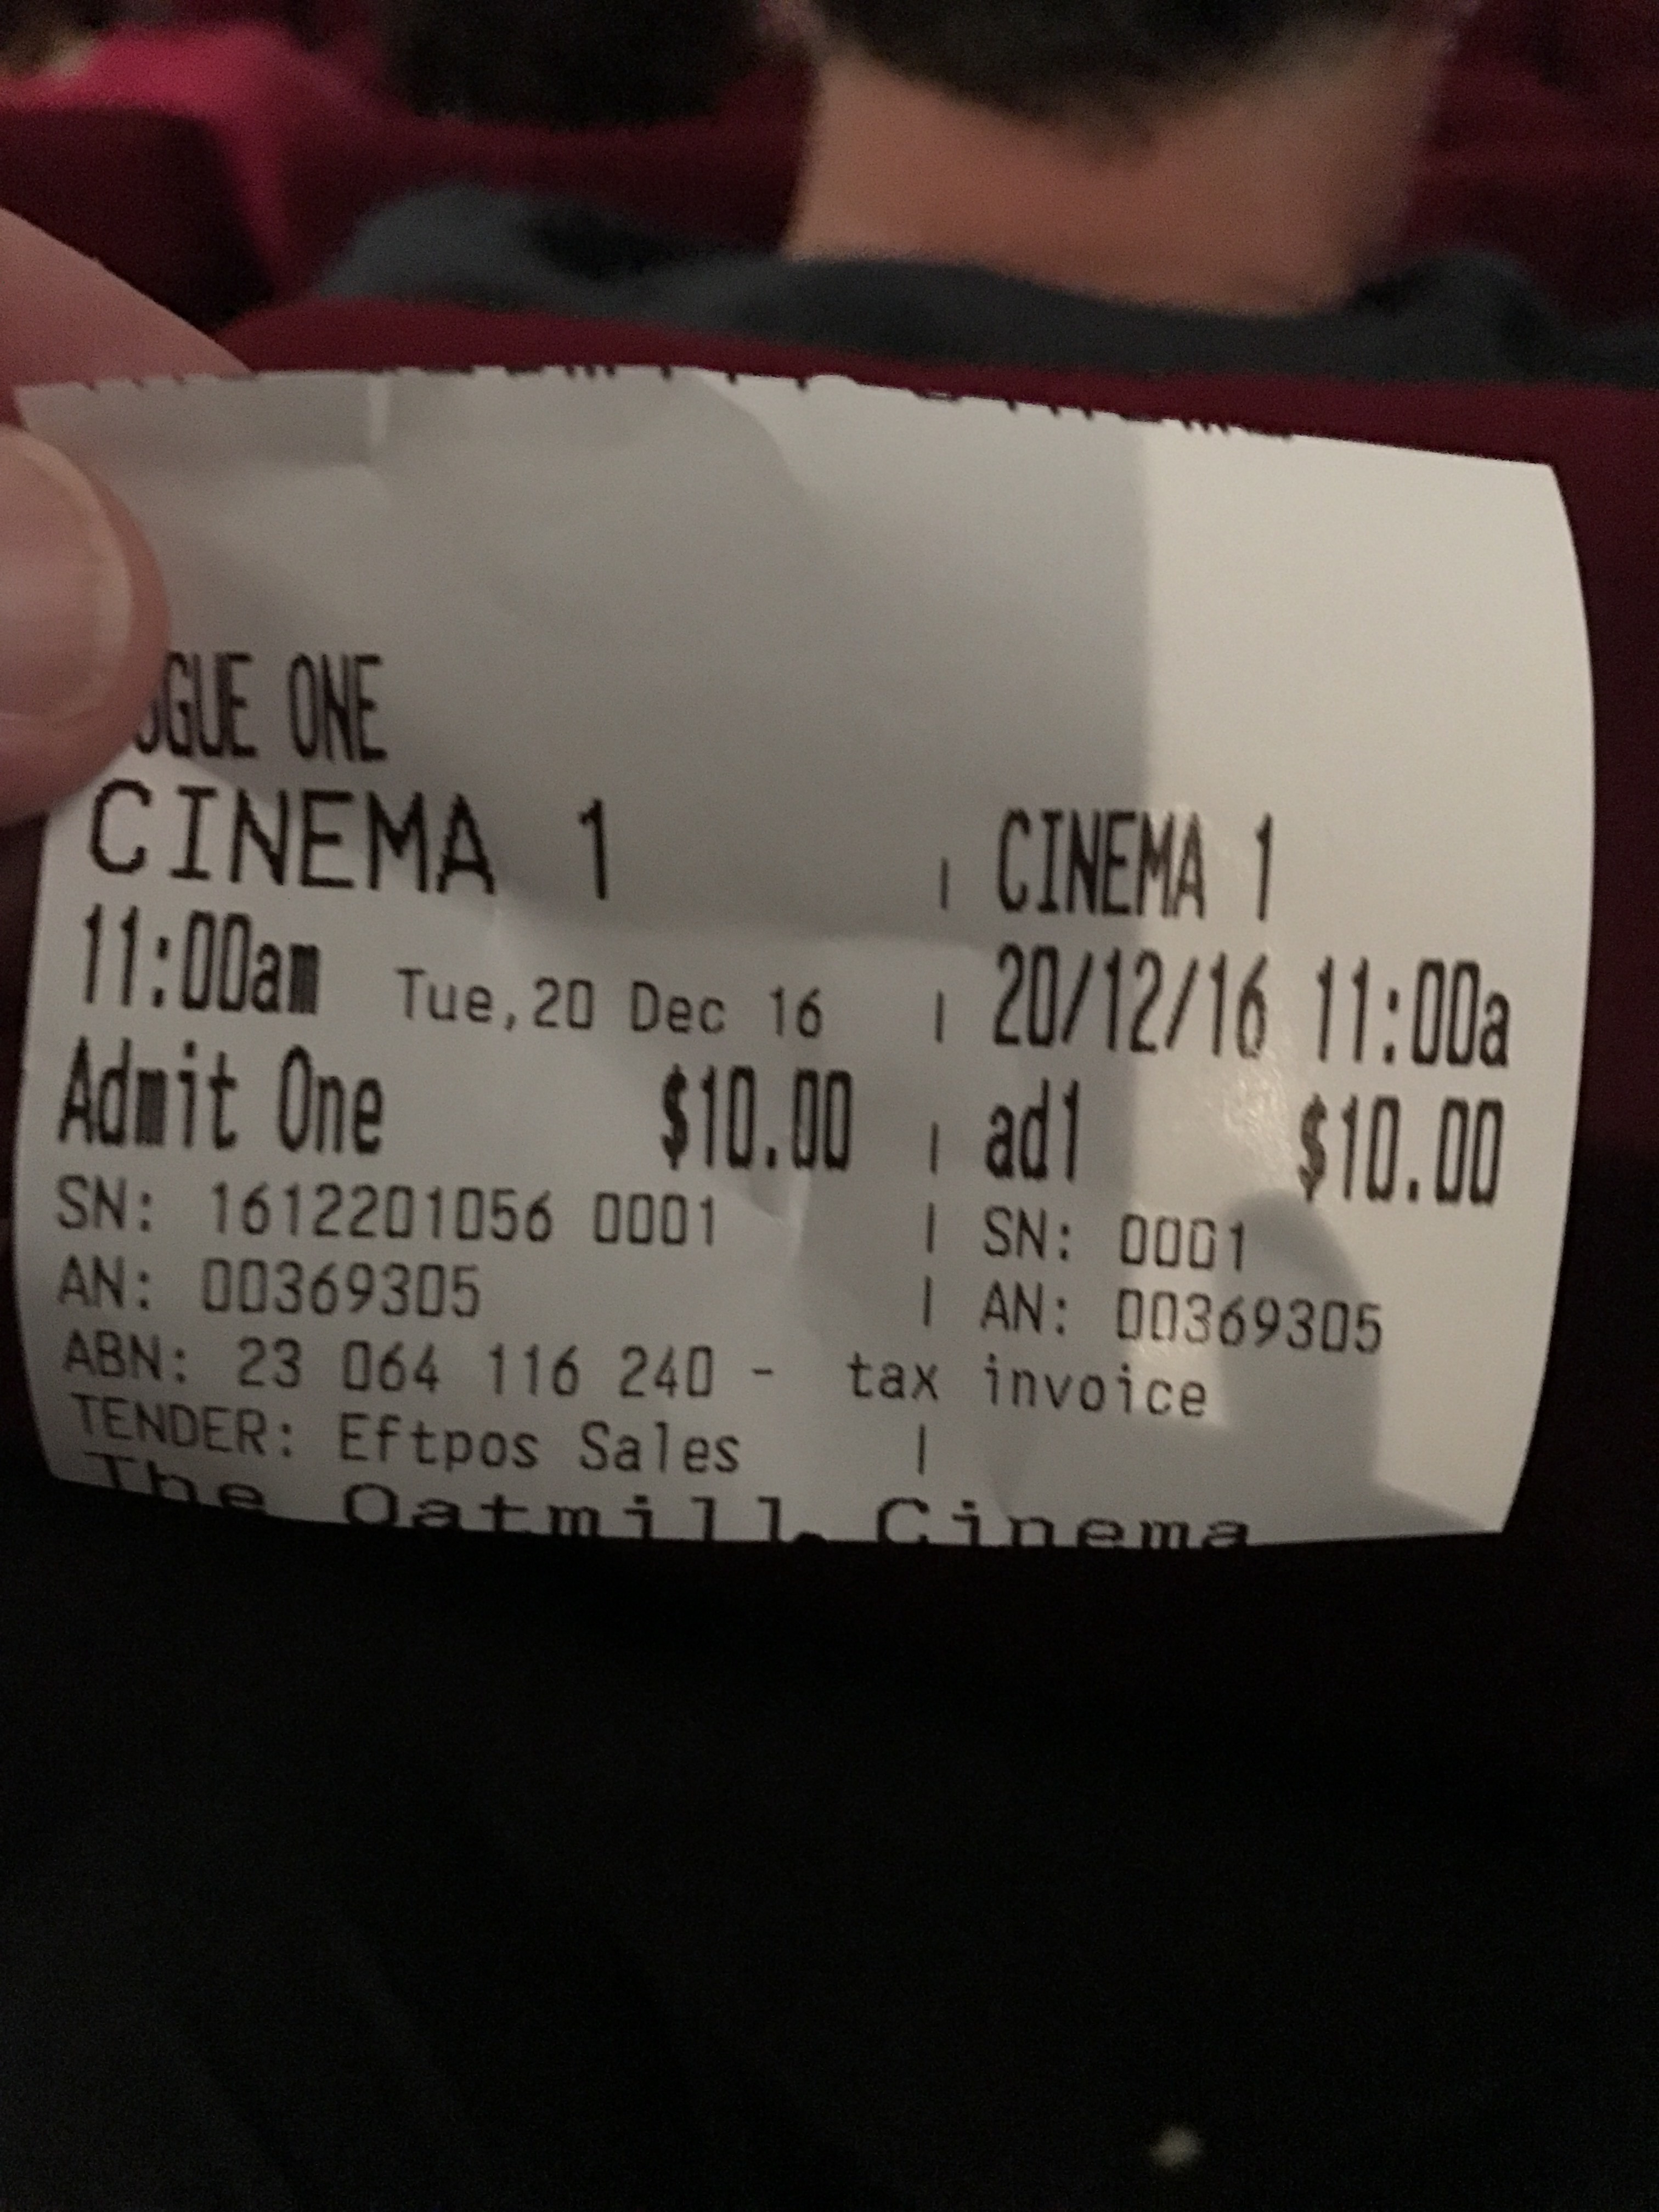 ONE
CINEMA 1 | CINEMA 1
11:00am Tue,20 Dec 16 | 20/12/16 11:00a
Admit One $10.00 | ad1 $10.00
SN: 1612201056 0001 | SN: 0001
AN: 00369305 | AN: 00369305
ABN: 23 064 116 240 - tax invoice
TENDER: Eftpos Sales |
The Oatmill Cinema